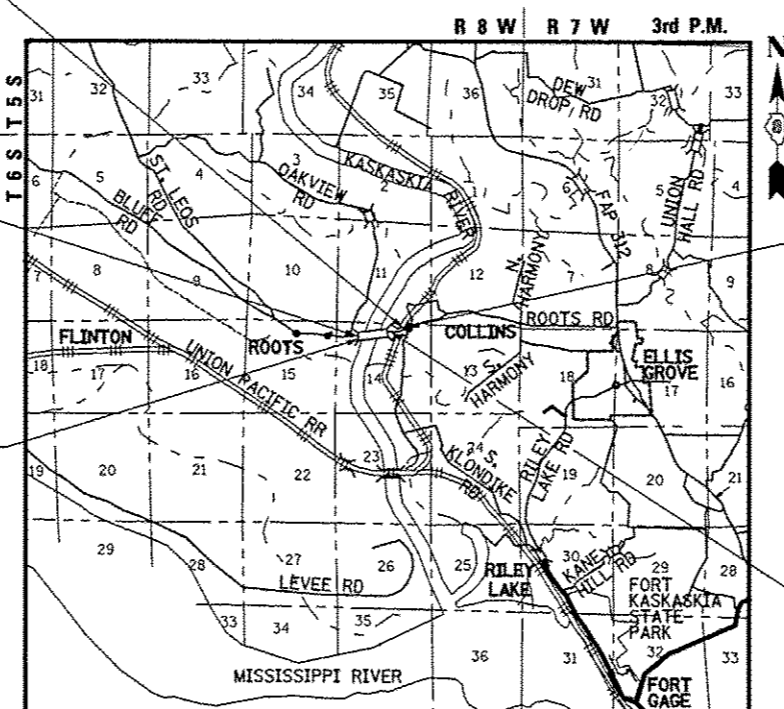 R 8 W R 7 W 3rd P.M.
N
T6S T5S
31 32 33 34 35 36 31 32 33
DEW
DROP RD
6 5 4 3 2 6 5 4
ST. LEOS
RD
BLUFF
RD
OAKVIEW
RD
KASKASKIA
RIVER
FAP 312
UNION
HALL RD
7 8 9 10 11 12 7 8 9
N.
HARMONY
FLINTON
ROOTS
COLLINS
ROOTS RD
ELLIS
GROVE
18 17 16 15 14 13 18 17 16
UNION PACIFIC RR
S.
HARMONY
19 20 21 22 23 24 19 20 21
S.
KLONDIKE
RD
RILEY
LAKE RD
29 28 27 26 25 30 29 28
LEVEE RD
RILEY
LAKE
KANEY
HILL RD
FORT
KASKASKIA
STATE
PARK
33 34 35 36 31 32 33
MISSISSIPPI RIVER
FORT
GAGE